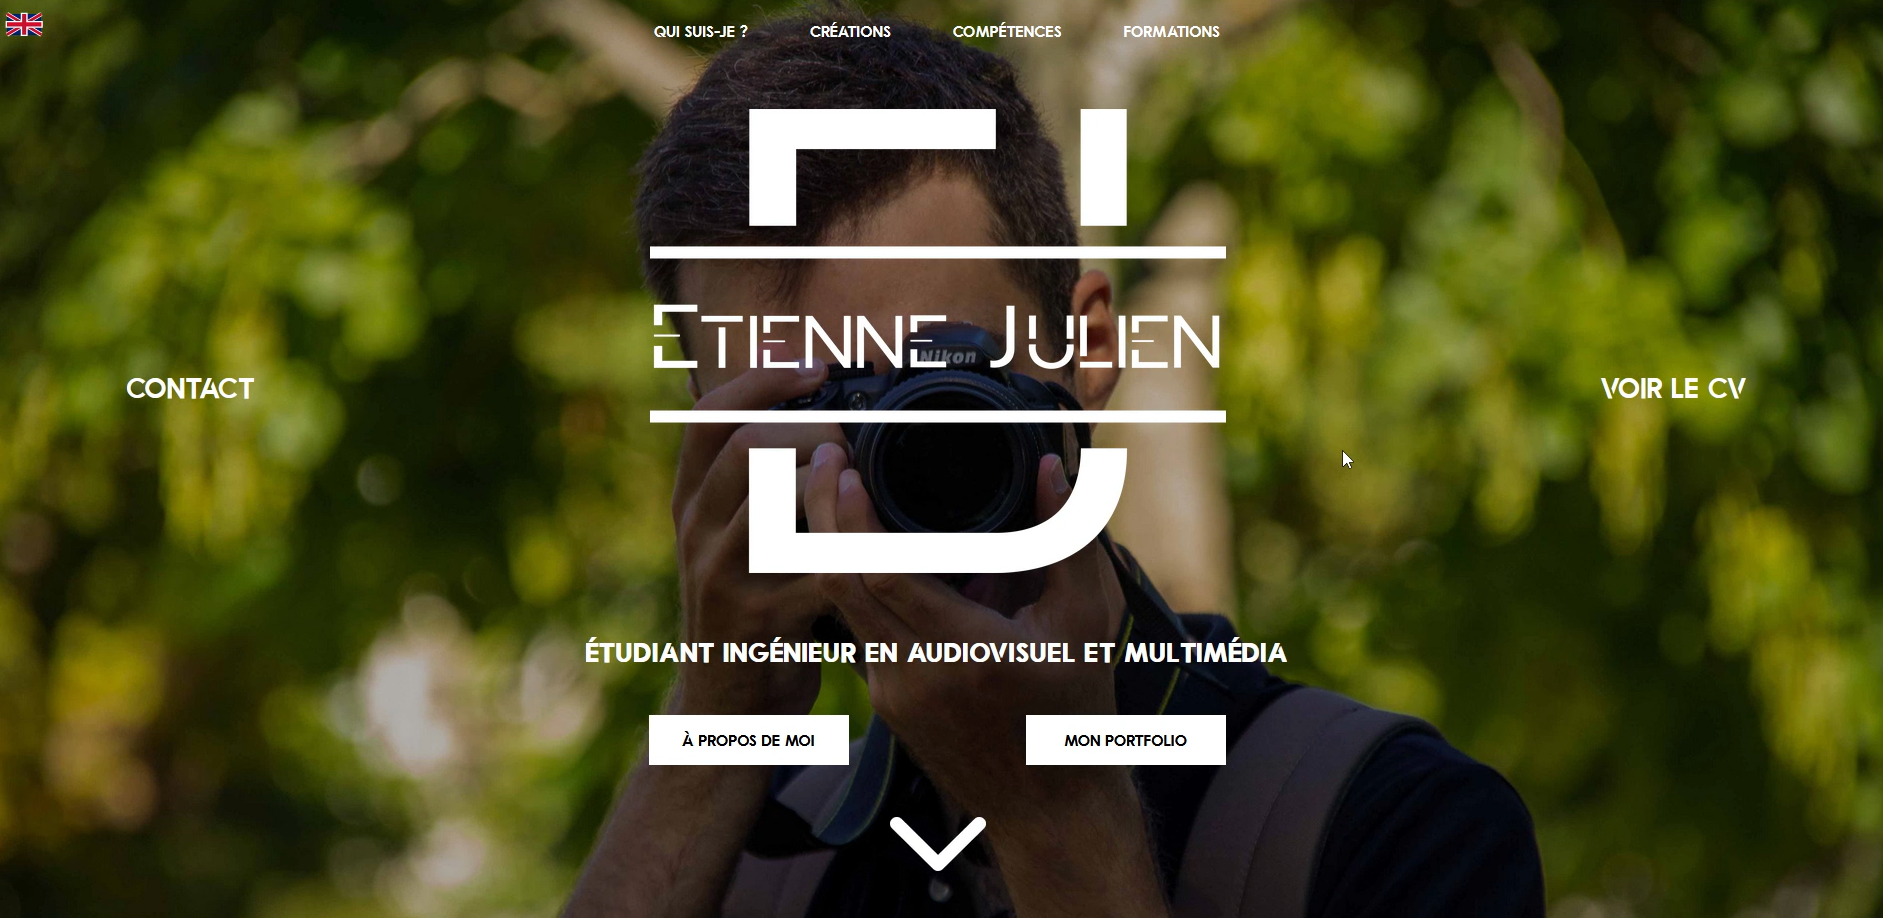 QUI SUIS-JE ? CRÉATIONS COMPÉTENCES FORMATIONS
ETIENNE JULIEN
Nikon
CONTACT
VOIR LE CV
ÉTUDIANT INGÉNIEUR EN AUDIOVISUEL ET MULTIMÉDIA
À PROPOS DE MOI
MON PORTFOLIO